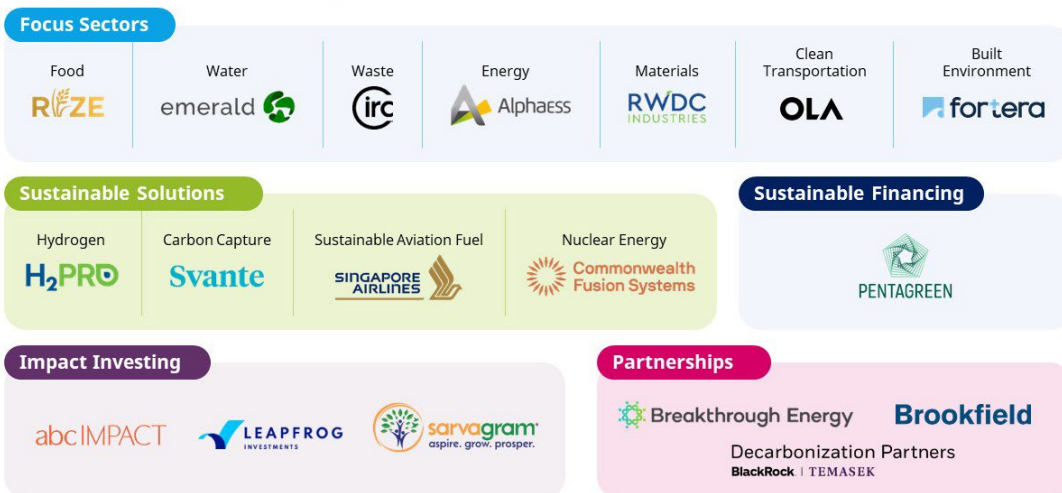 Focus Sectors
Food
RIZE
Water
emerald
Waste
circ
Energy
AlphaESS
Materials
RWDC
INDUSTRIES
Clean
Transportation
OLA
Built
Environment
fortera
Sustainable Solutions
Hydrogen
H₂PRO
Carbon Capture
Svante
Sustainable Aviation Fuel
SINGAPORE
AIRLINES
Nuclear Energy
Commonwealth
Fusion Systems
Sustainable Financing
PENTAGREEN
Impact Investing
abc IMPACT
LEAPFROG
INVESTMENTS
sarvagram
aspire. grow. prosper.
Partnerships
Breakthrough Energy
Brookfield
Decarbonization Partners
BlackRock. | TEMASEK